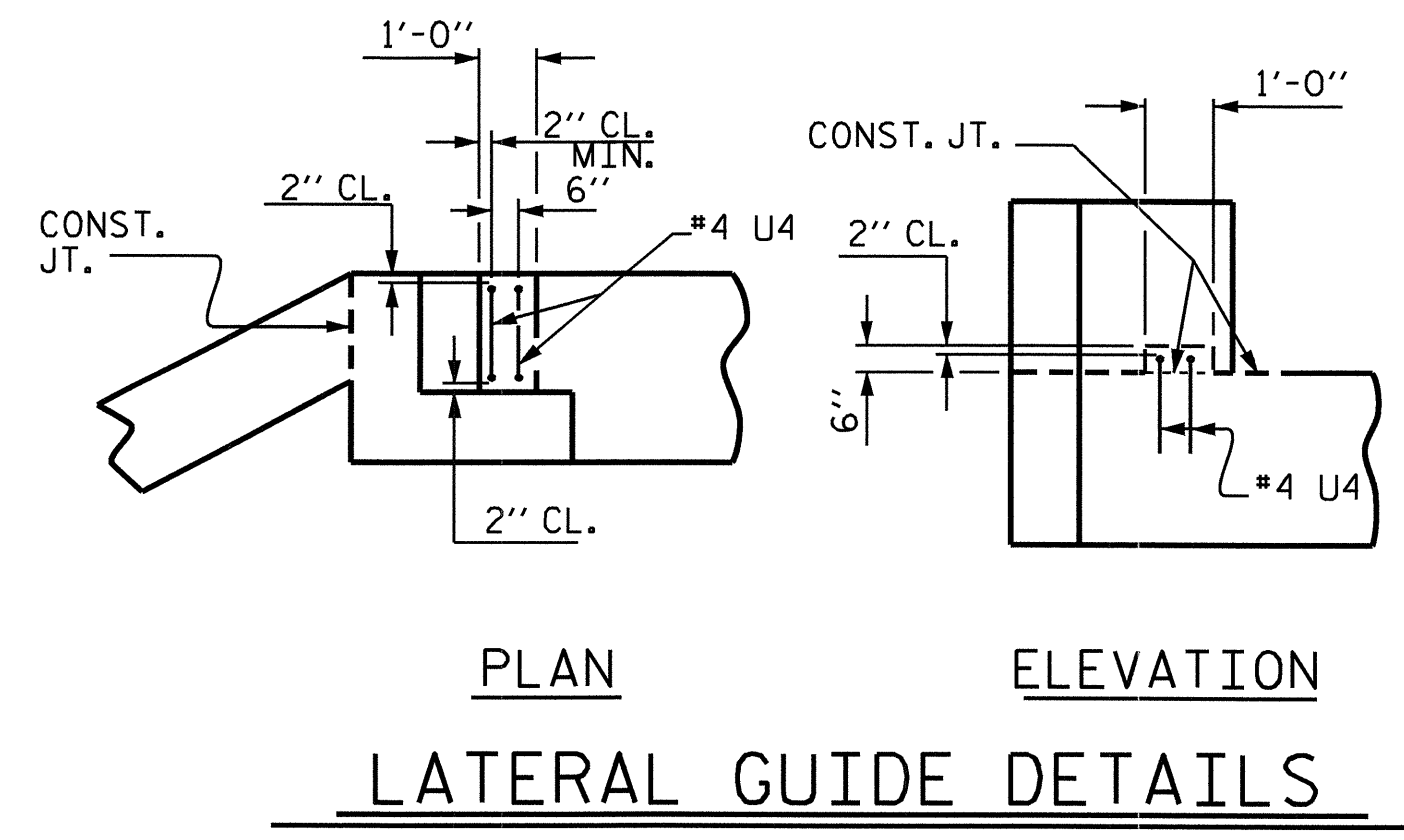 1'-0"
2" CL.
MIN.
6"
2" CL.
CONST.
JT.
#4 U4
2" CL.
1'-0"
CONST. JT.
2" CL.
6"
#4 U4
PLAN
ELEVATION
LATERAL GUIDE DETAILS